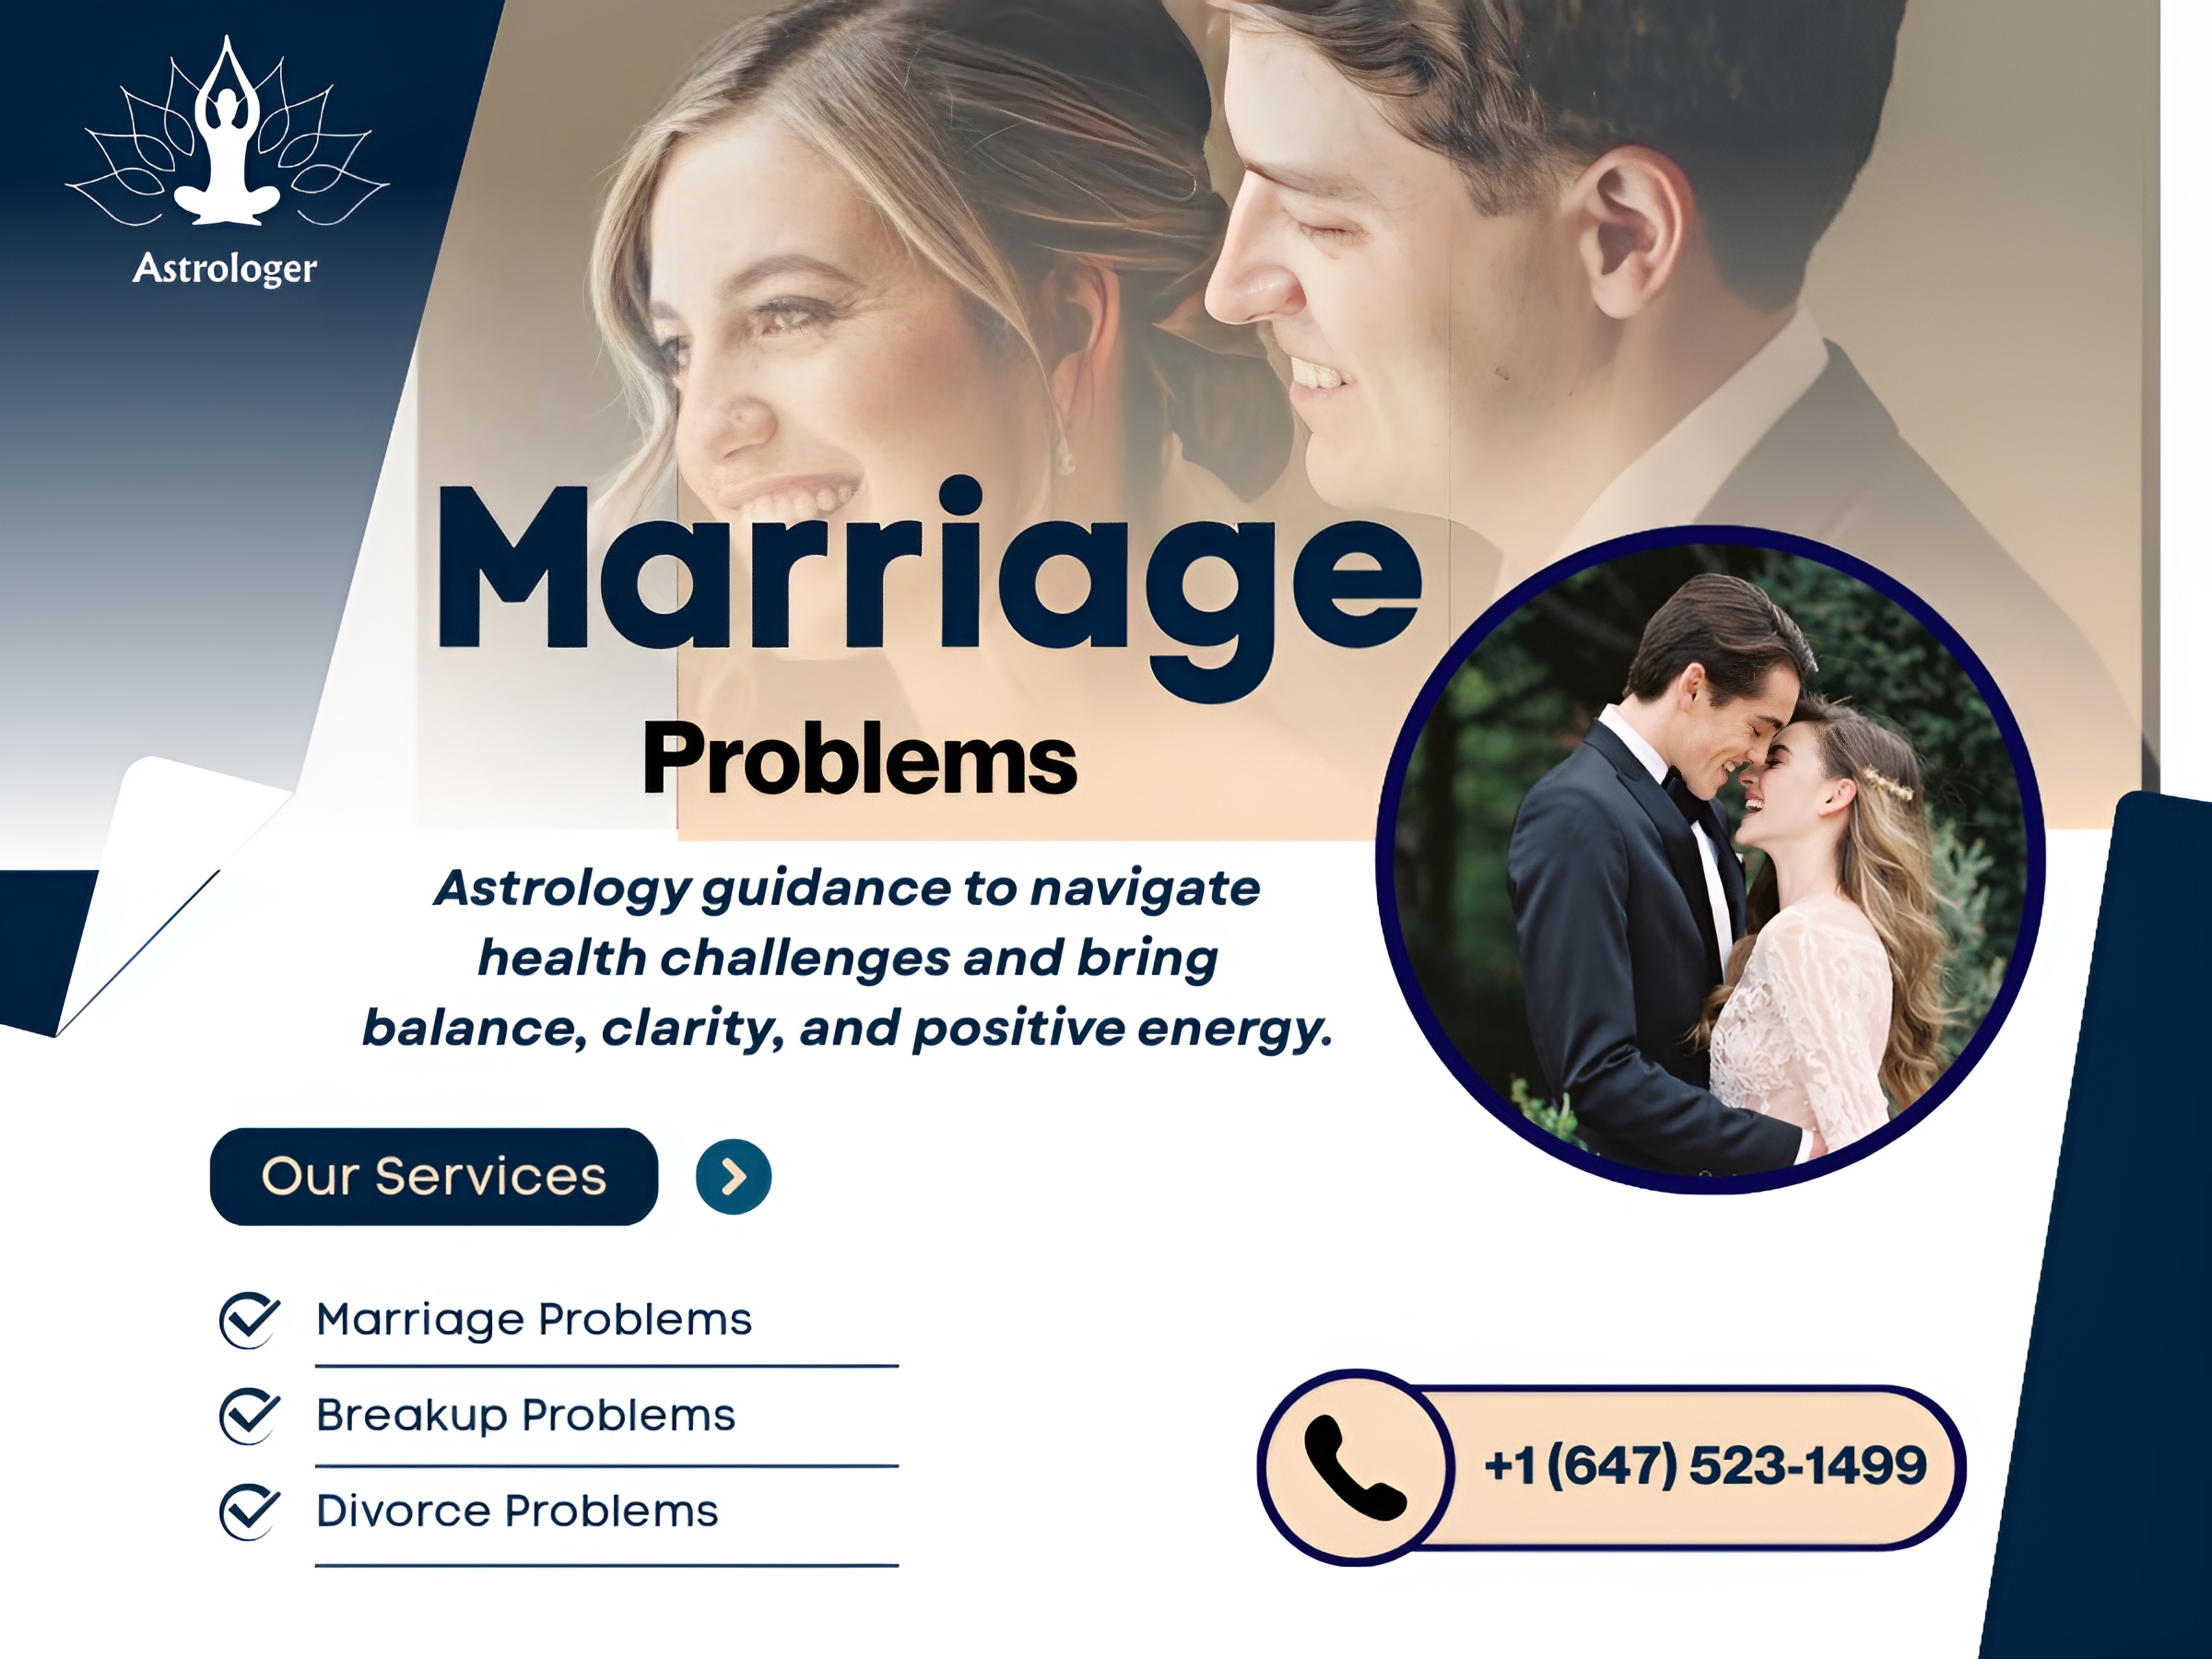 Astrologer
Marriage
Problems
Astrology guidance to navigate
health challenges and bring
balance, clarity, and positive energy.
Our Services
Marriage Problems
Breakup Problems
Divorce Problems
+1 (647) 523-1499